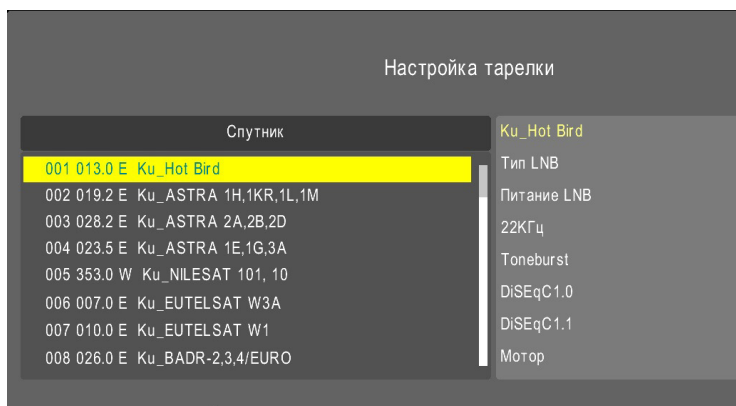 Настройка тарелки
Спутник
001 013.0 E Ku_Hot Bird
002 019.2 E Ku_ASTRA 1H,1KR,1L,1M
003 028.2 E Ku_ASTRA 2A,2B,2D
004 023.5 E Ku_ASTRA 1E,1G,3A
005 353.0 W Ku_NILESAT 101, 10
006 007.0 E Ku_EUTELSAT W3A
007 010.0 E Ku_EUTELSAT W1
008 026.0 E Ku_BADR-2,3,4/EURO
Ku_Hot Bird
Тип LNB
Питание LNB
22КГц
Toneburst
DiSEqC1.0
DiSEqC1.1
Мотор